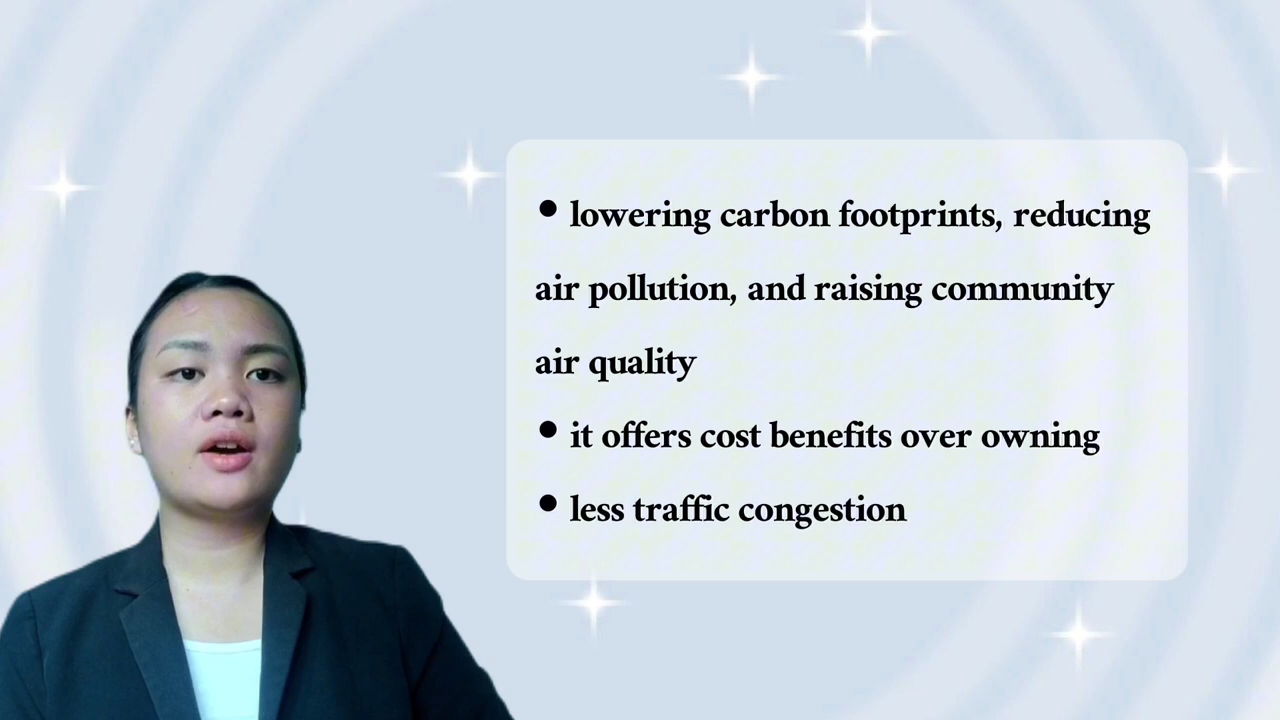 • lowering carbon footprints, reducing
air pollution, and raising community
air quality
• it offers cost benefits over owning
• less traffic congestion